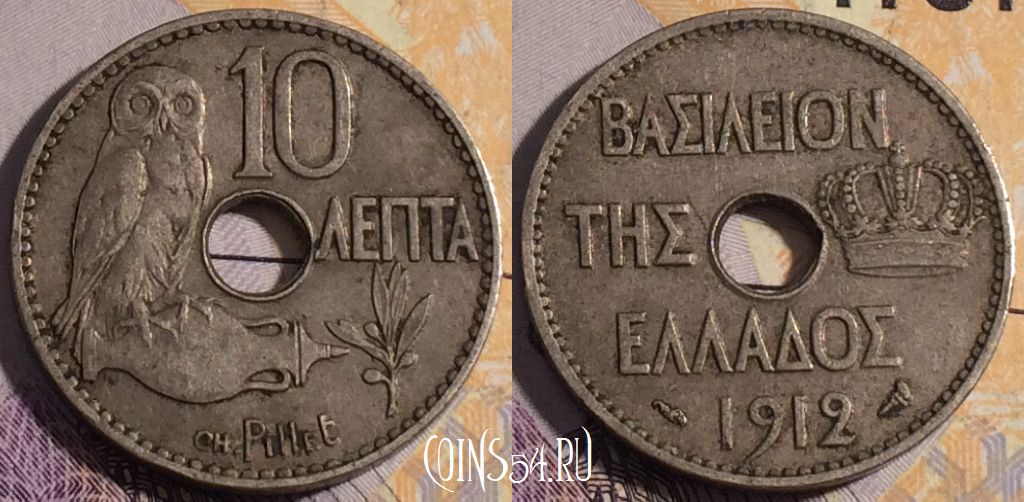 10
ΛΕΠΤΑ
CH. Pillet
ΒΑΣΙΛΕΙΟΝ
ΤΗΣ
ΕΛΛΑΔΟΣ
1912
COINS54.RU